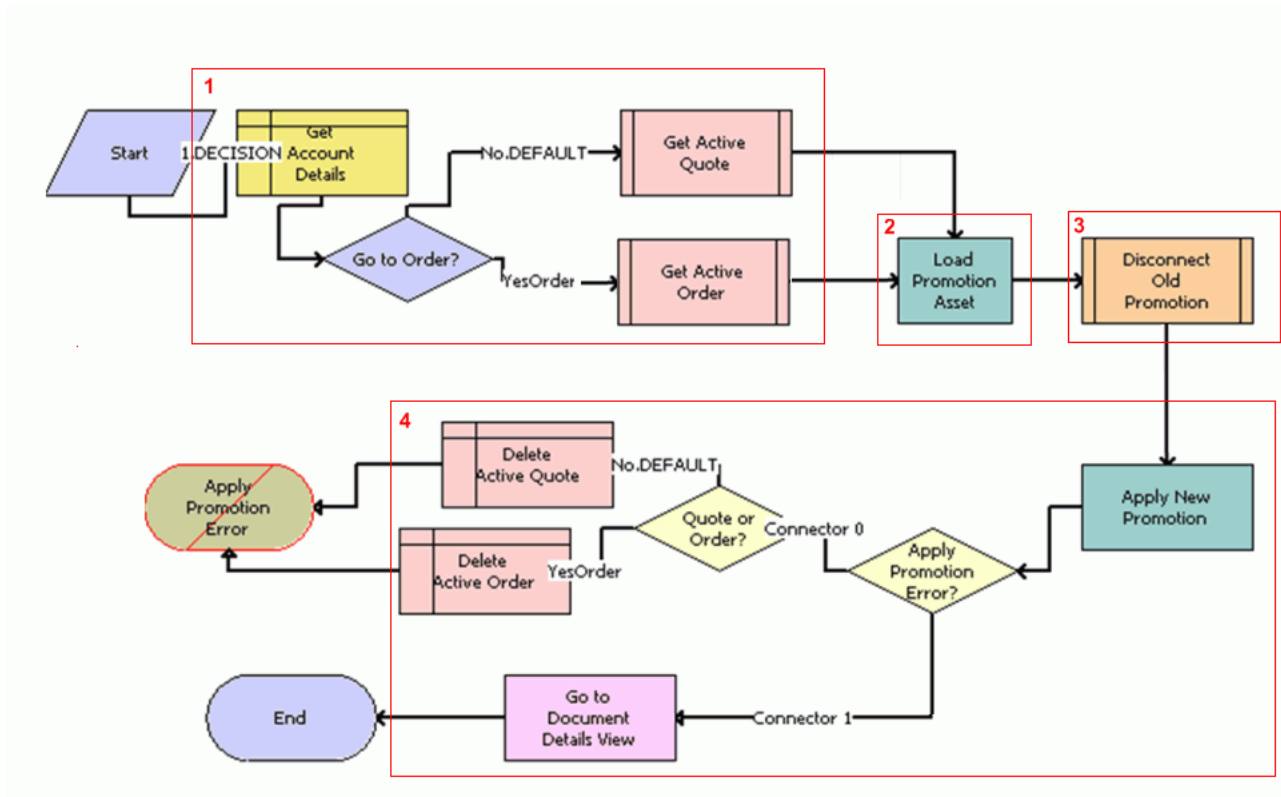 1
Start
1.DECISION
Get
Account
Details
No.DEFAULT
Get Active
Quote
Go to Order?
YesOrder
Get Active
Order
2
Load
Promotion
Asset
3
Disconnect
Old
Promotion
4
Delete
Active Quote
No.DEFAULT
Apply
Promotion
Error
Quote or
Order?
Connector 0
Apply New
Promotion
Delete
Active Order
YesOrder
Apply
Promotion
Error?
End
Go to
Document
Details View
Connector 1